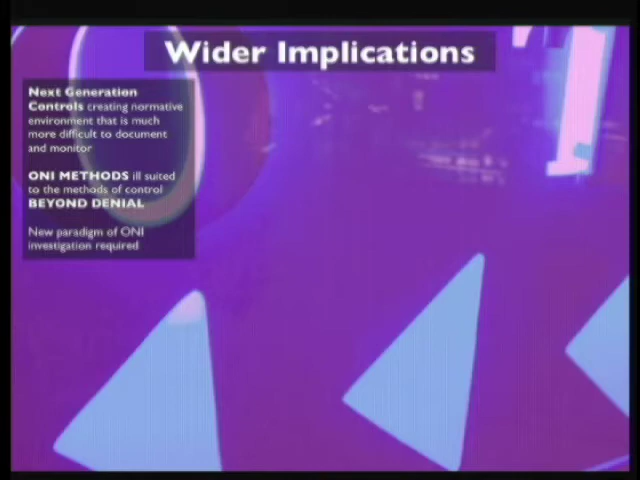 Wider Implications
Next Generation
Controls creating normative
environment that is much
more difficult to document
and monitor
ONI METHODS ill suited
to the methods of control
BEYOND DENIAL
New paradigm of ONI
investigation required